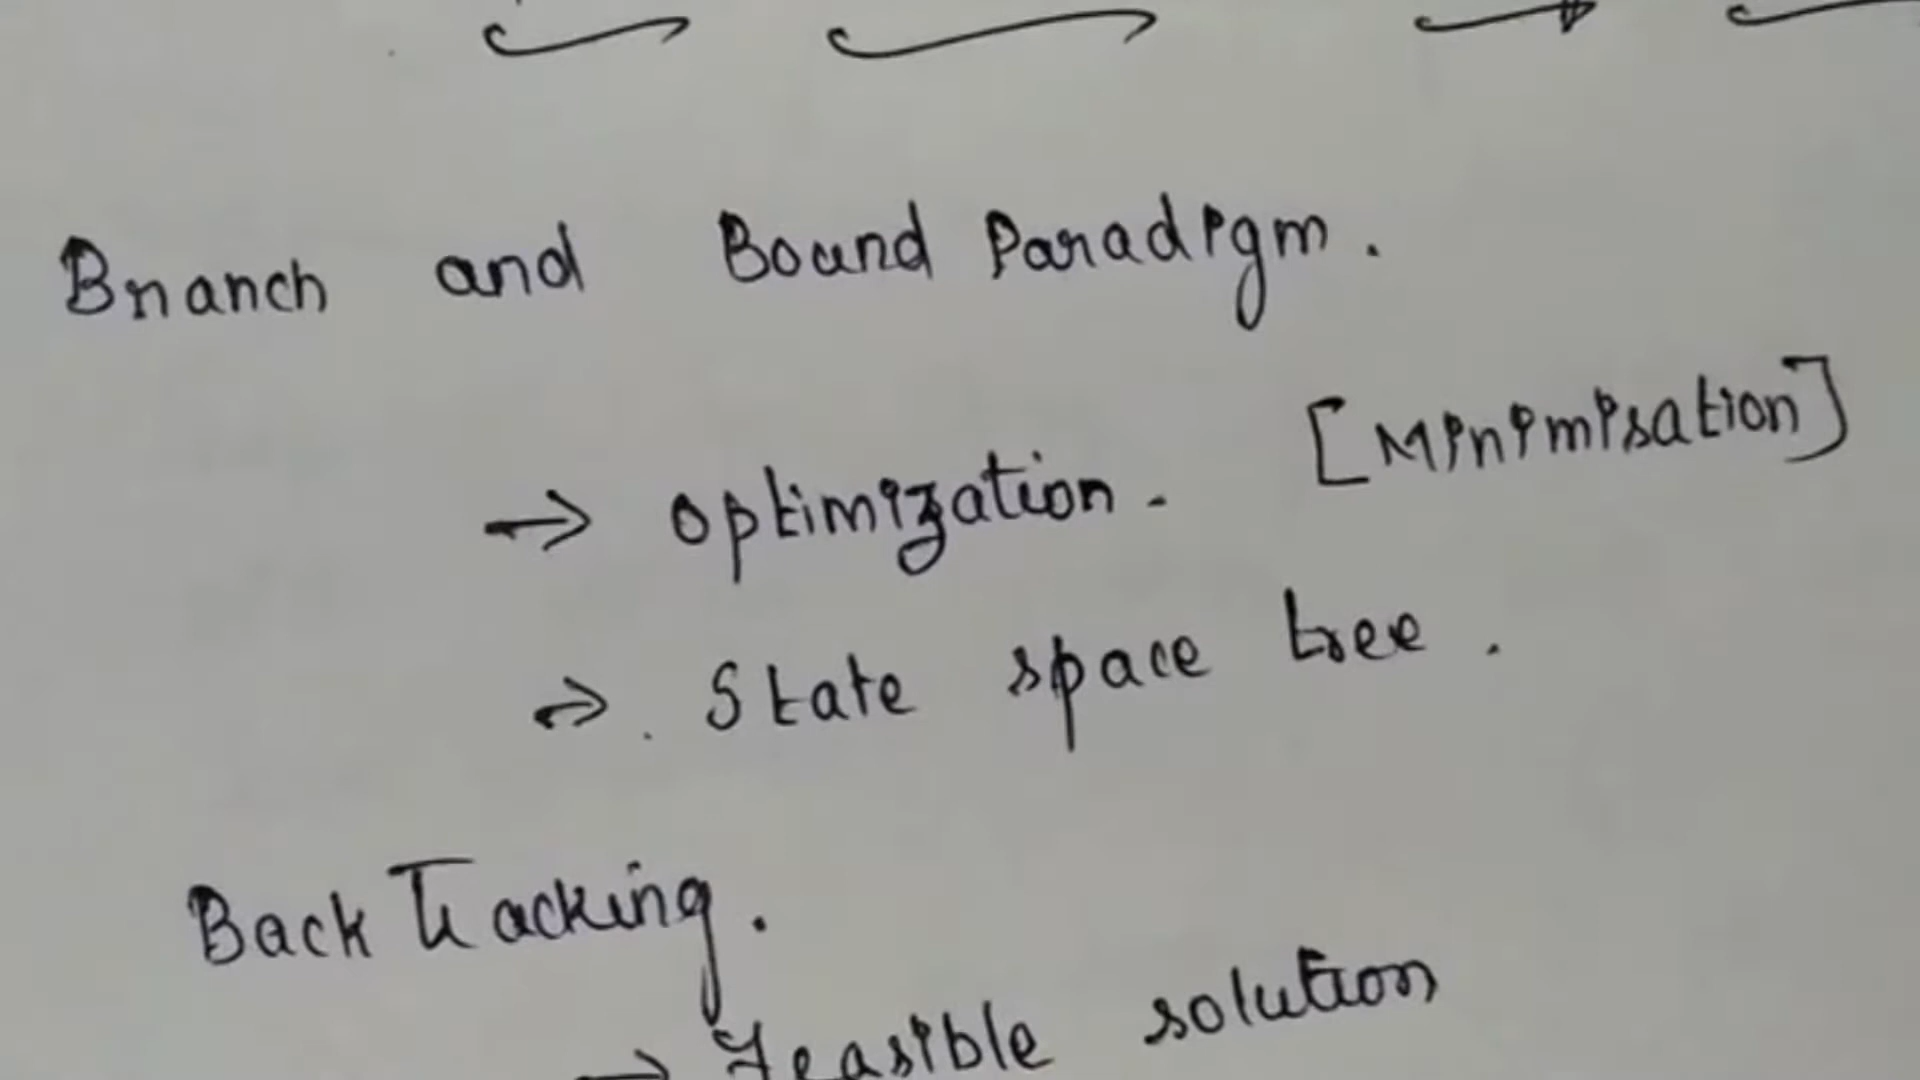 Branch and Bound Paradigm.
→ Optimization. [Minimisation]
→ . State space tree.
Back Tracking.
→ Feasible solution